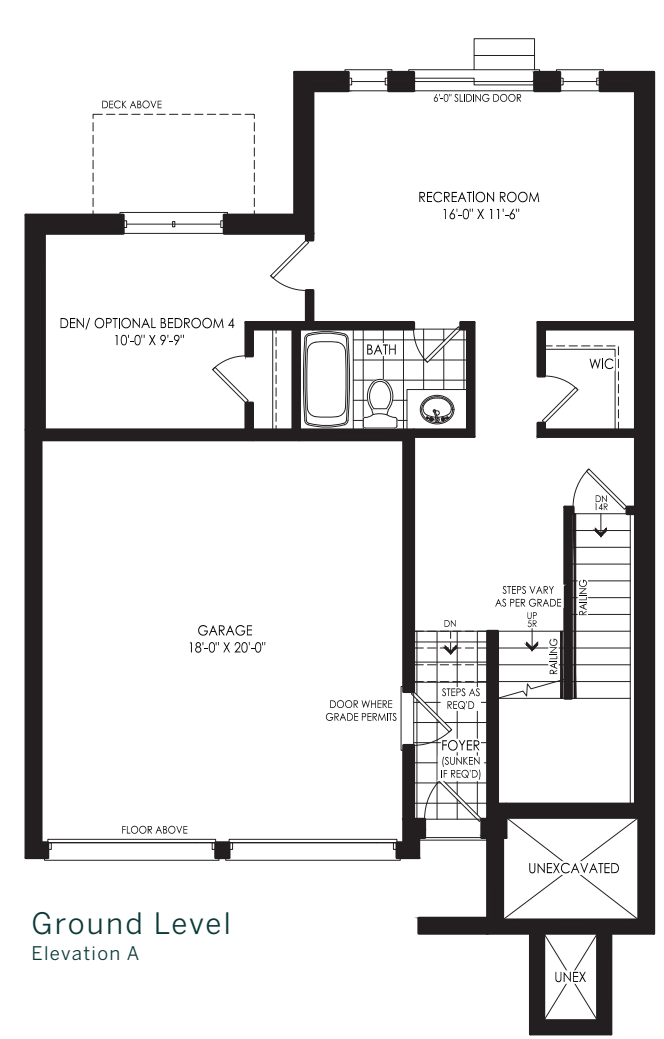 DECK ABOVE
6'-0" SLIDING DOOR
RECREATION ROOM
16'-0" X 11'-6"
DEN/ OPTIONAL BEDROOM 4
10'-0" X 9'-9"
BATH
WIC
DN
14R
RAILING
STEPS VARY
AS PER GRADE
UP
5R
RAILING
GARAGE
18'-0" X 20'-0"
DN
STEPS AS
REQ'D
DOOR WHERE
GRADE PERMITS
FOYER
(SUNKEN
IF REQ'D)
FLOOR ABOVE
UNEXCAVATED
UNEX
Ground Level
Elevation A